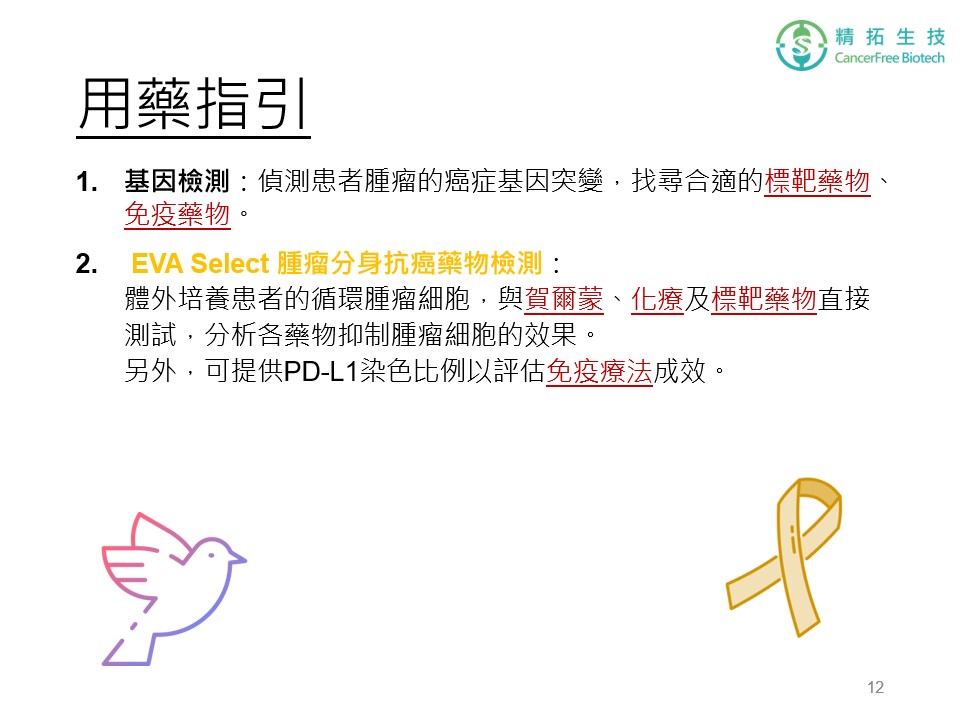 精拓生技
CancerFree Biotech
用藥指引
1. 基因檢測：偵測患者腫瘤的癌症基因突變，找尋合適的標靶藥物、
免疫藥物。
2. EVA Select 腫瘤分身抗癌藥物檢測：
體外培養患者的循環腫瘤細胞，與賀爾蒙、化療及標靶藥物直接
測試，分析各藥物抑制腫瘤細胞的效果。
另外，可提供PD-L1染色比例以評估免疫療法成效。
12